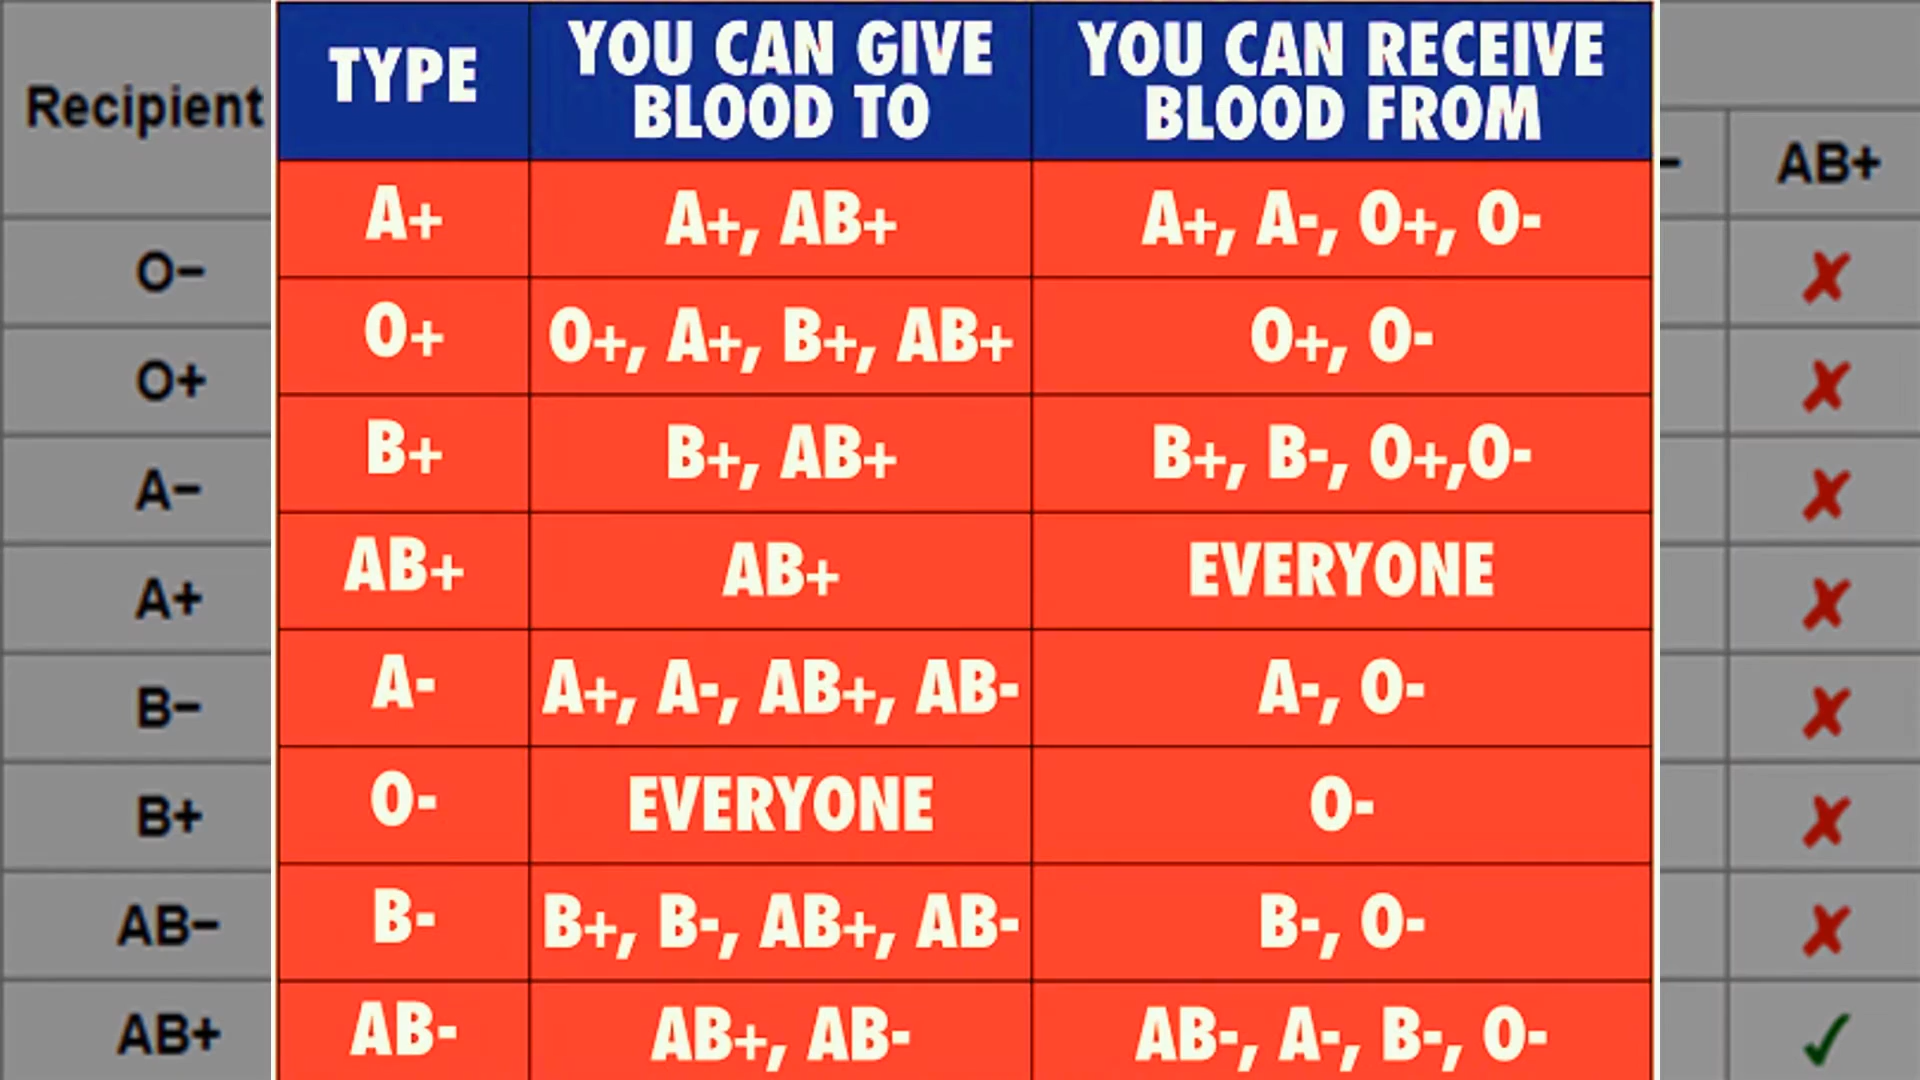 TYPE YOU CAN GIVE BLOOD TO YOU CAN RECEIVE BLOOD FROM
A+ A+, AB+ A+, A-, O+, O-
O+ O+, A+, B+, AB+ O+, O-
B+ B+, AB+ B+, B-, O+,O-
AB+ AB+ EVERYONE
A- A+, A-, AB+, AB- A-, O-
O- EVERYONE O-
B- B+, B-, AB+, AB- B-, O-
AB- AB+, AB- AB-, A-, B-, O-
Recipient
O−
O+
A−
A+
B−
B+
AB−
AB+
AB+